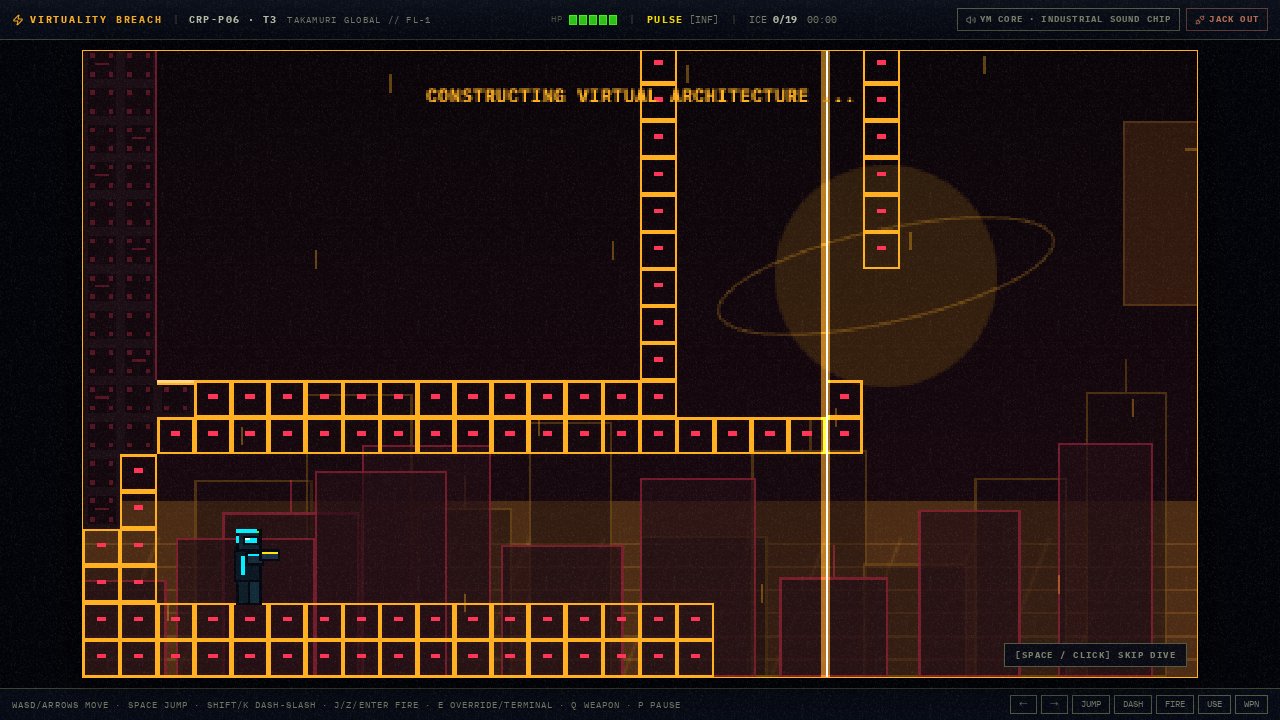 VIRTUALITY BREACH | CRP-P06 · T3 TAKAMURI GLOBAL // FL-1 HP | PULSE [INF] | ICE 0/19 00:00 YM CORE · INDUSTRIAL SOUND CHIP JACK OUT
CONSTRUCTING VIRTUAL ARCHITECTURE ...
[SPACE / CLICK] SKIP DIVE
WASD/ARROWS MOVE · SPACE JUMP · SHIFT/K DASH-SLASH · J/Z/ENTER FIRE · E OVERRIDE/TERMINAL · Q WEAPON · P PAUSE ← → JUMP DASH FIRE USE WPN